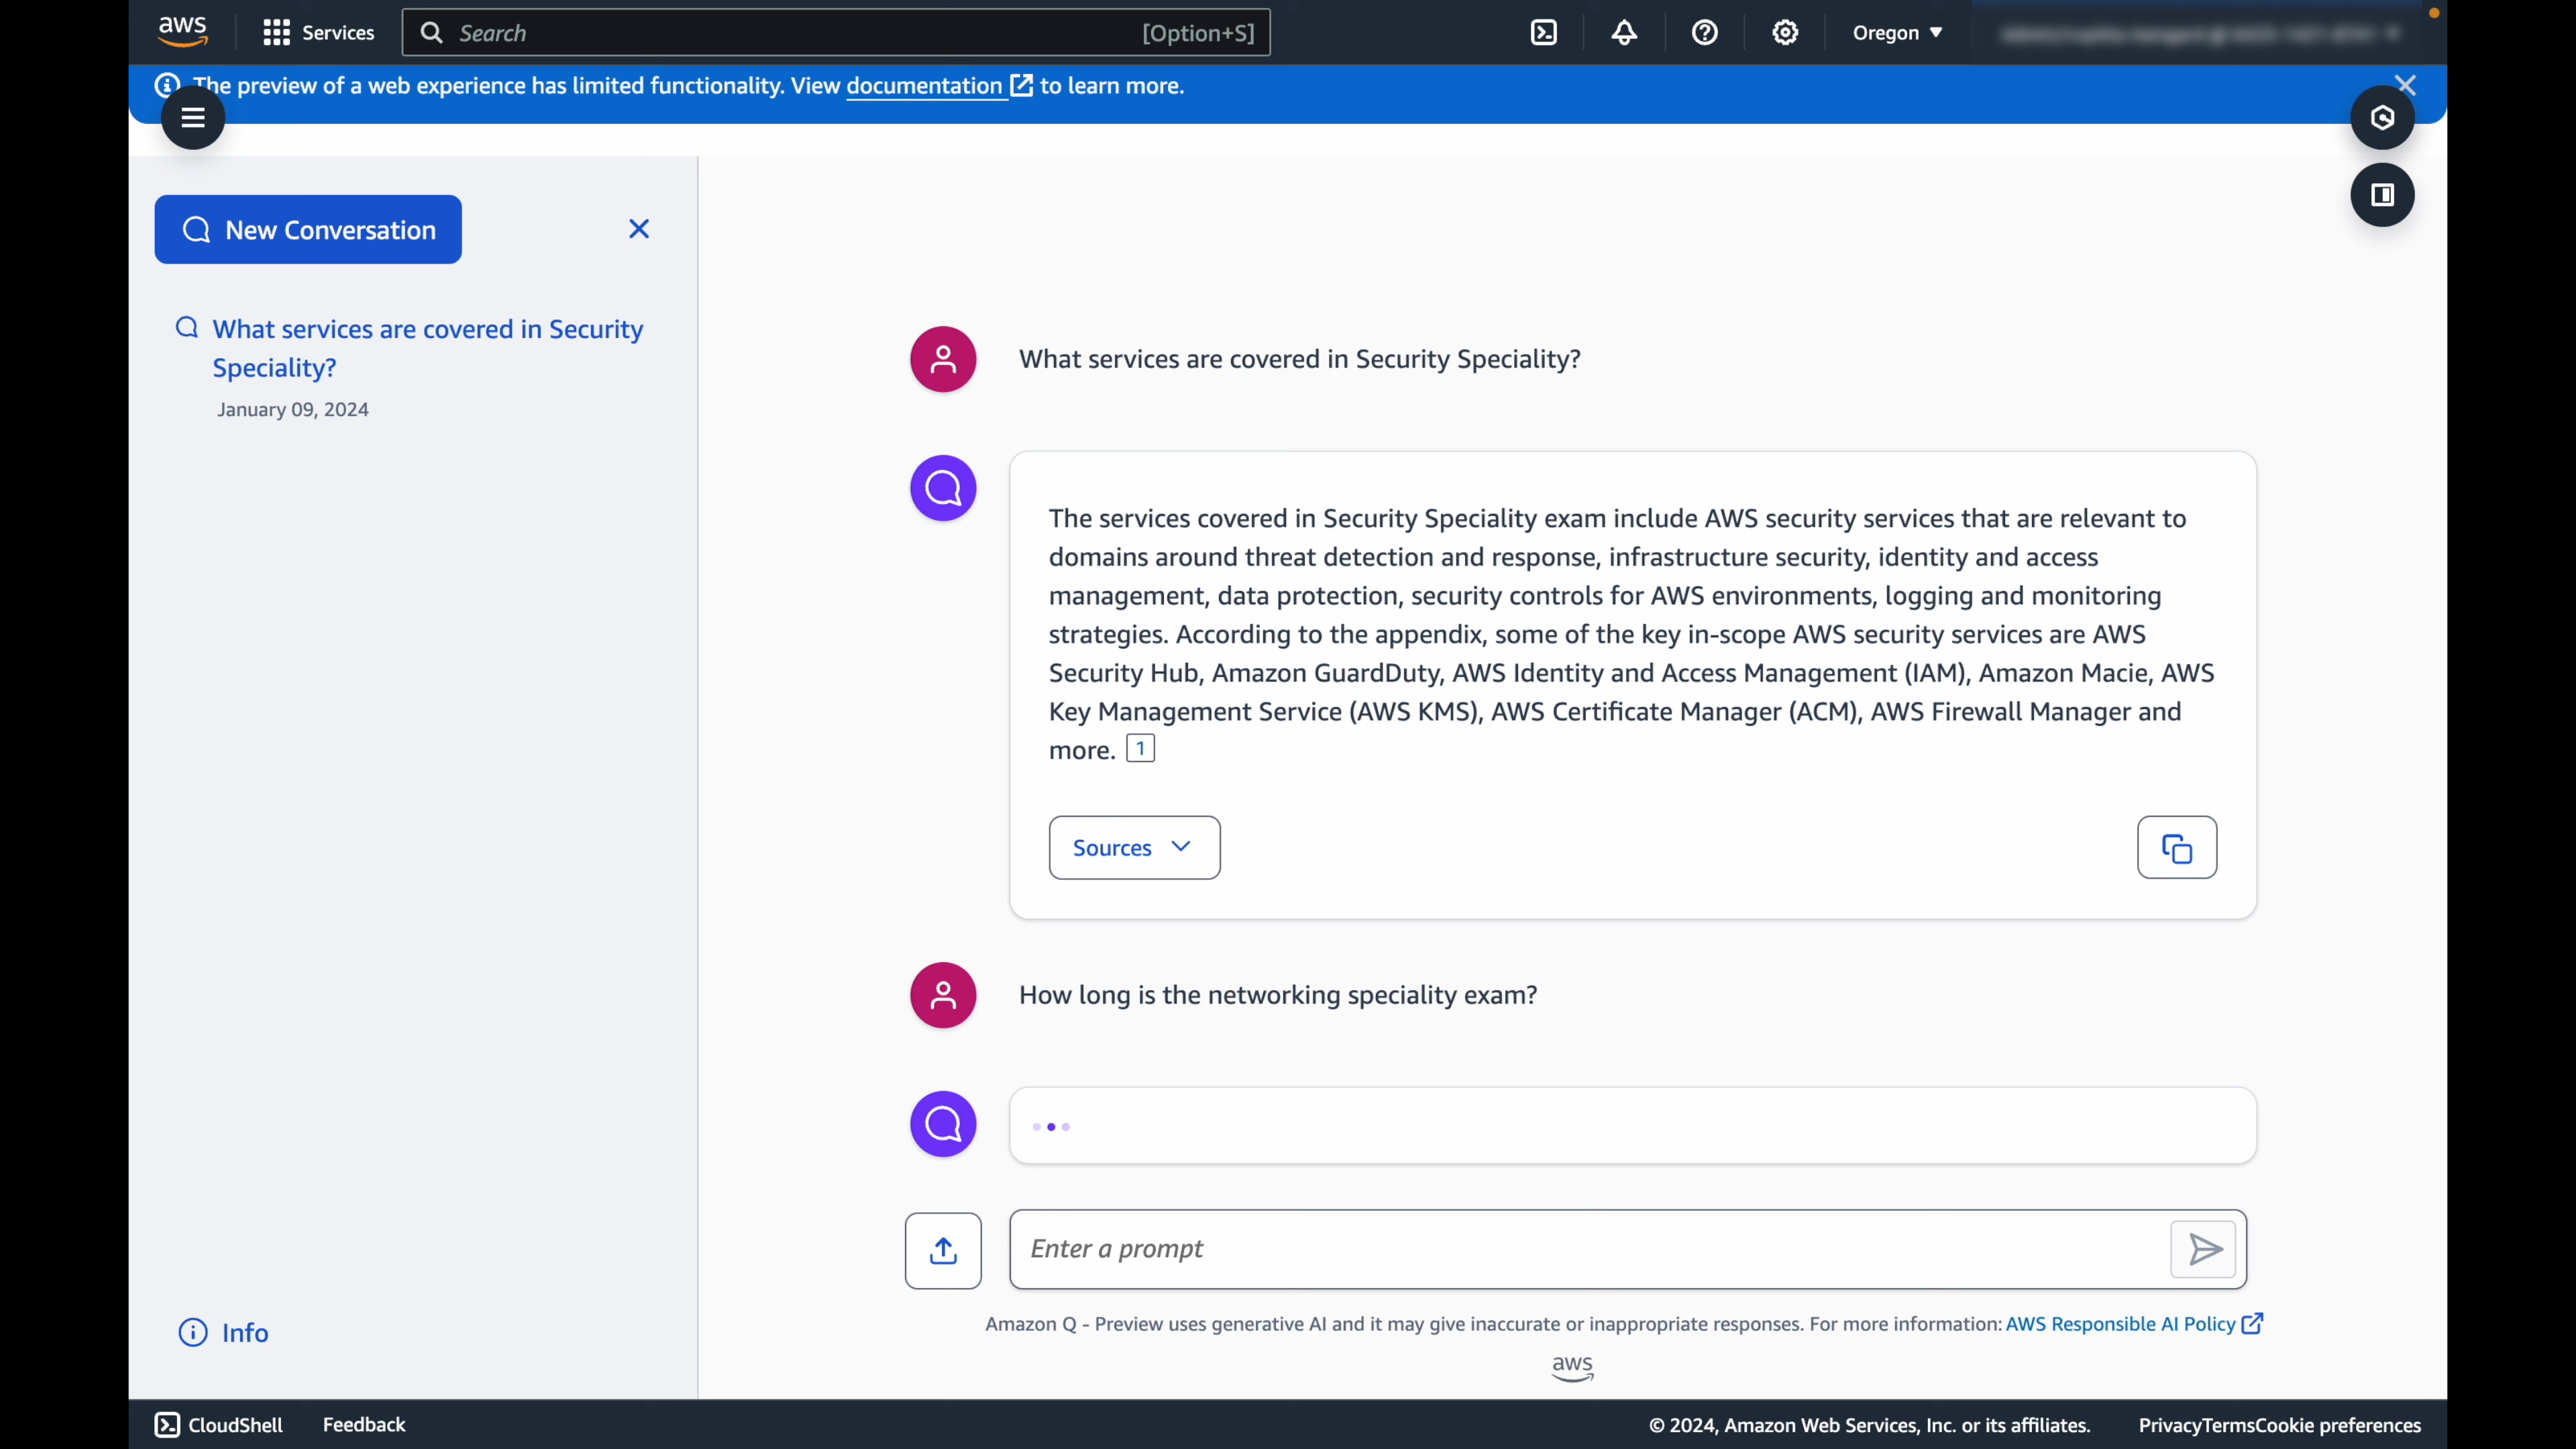 aws
Services
Search
[Option+S]
Oregon
The preview of a web experience has limited functionality. View documentation to learn more.
New Conversation
What services are covered in Security
Speciality?
January 09, 2024
What services are covered in Security Speciality?
The services covered in Security Speciality exam include AWS security services that are relevant to
domains around threat detection and response, infrastructure security, identity and access
management, data protection, security controls for AWS environments, logging and monitoring
strategies. According to the appendix, some of the key in-scope AWS security services are AWS
Security Hub, Amazon GuardDuty, AWS Identity and Access Management (IAM), Amazon Macie, AWS
Key Management Service (AWS KMS), AWS Certificate Manager (ACM), AWS Firewall Manager and
more. 1
Sources
How long is the networking speciality exam?
Enter a prompt
Amazon Q - Preview uses generative AI and it may give inaccurate or inappropriate responses. For more information: AWS Responsible AI Policy
aws
Info
CloudShell
Feedback
© 2024, Amazon Web Services, Inc. or its affiliates.
PrivacyTermsCookie preferences